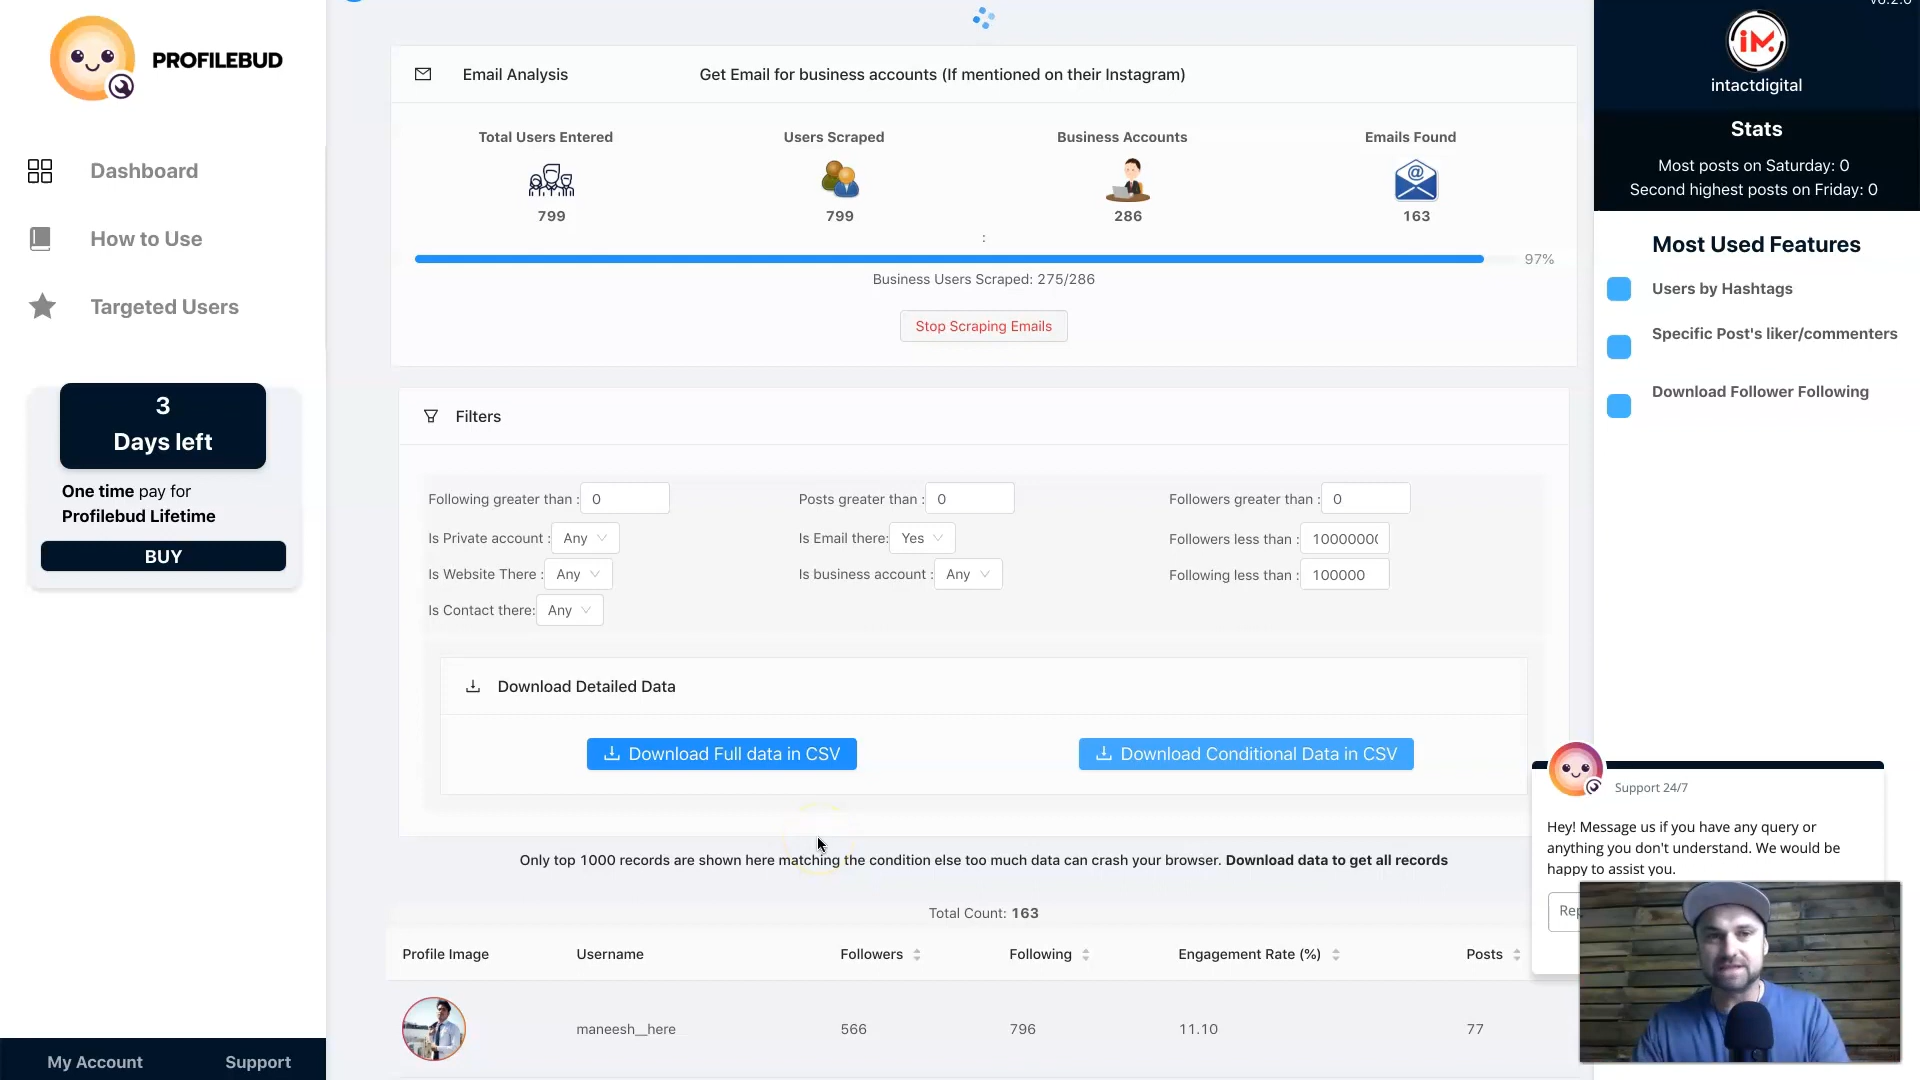 PROFILEBUD
Dashboard
How to Use
Targeted Users
3
Days left
One time pay for
Profilebud Lifetime
BUY
My Account
Support
Email Analysis
Get Email for business accounts (If mentioned on their Instagram)
Total Users Entered
Users Scraped
Business Accounts
Emails Found
799
799
286
163
:
97%
Business Users Scraped: 275/286
Stop Scraping Emails
Filters
Following greater than : 0
Posts greater than : 0
Followers greater than : 0
Is Private account : Any
Is Email there: Yes
Followers less than : 10000000
Is Website There : Any
Is business account : Any
Following less than : 100000
Is Contact there: Any
Download Detailed Data
Download Full data in CSV
Download Conditional Data in CSV
Only top 1000 records are shown here matching the condition else too much data can crash your browser. Download data to get all records
Total Count: 163
Profile Image
Username
Followers
Following
Engagement Rate (%)
Posts
maneesh__here
566
796
11.10
77
iM.
intactdigital
Stats
Most posts on Saturday: 0
Second highest posts on Friday: 0
Most Used Features
Users by Hashtags
Specific Post's liker/commenters
Download Follower Following
Support 24/7
Hey! Message us if you have any query or
anything you don't understand. We would be
happy to assist you.